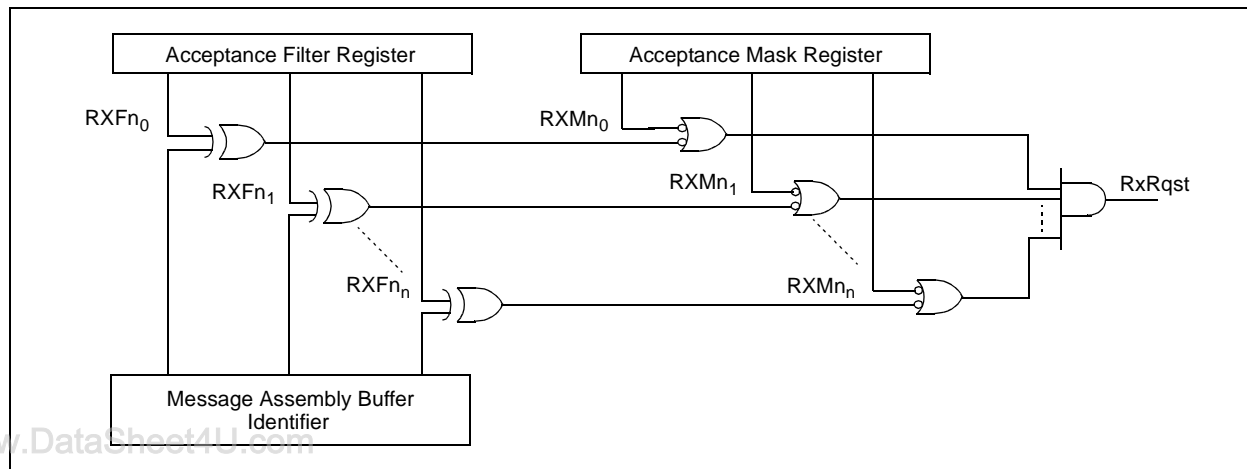 Acceptance Filter Register
Acceptance Mask Register
RXFn0
RXMn0
RXFn1
RXMn1
RxRqst
RXFnn
RXMnn
Message Assembly Buffer
Identifier
w.DataSheet4U.com